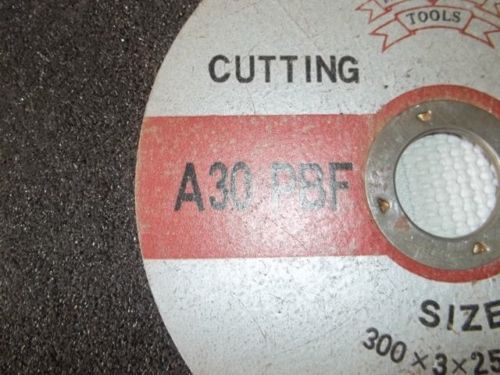 TOOLS
CUTTING
A30 PBF
SIZE
300×3×25